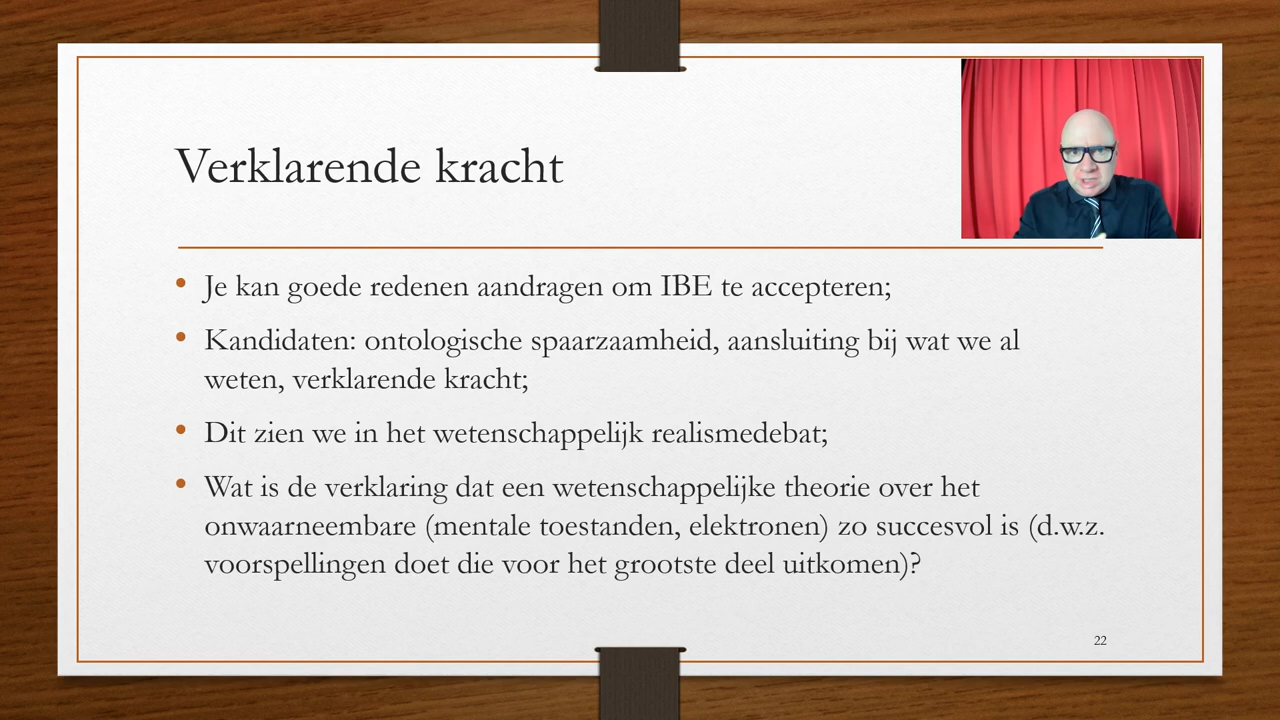 Verklarende kracht
• Je kan goede redenen aandragen om IBE te accepteren;
• Kandidaten: ontologische spaarzaamheid, aansluiting bij wat we al
weten, verklarende kracht;
• Dit zien we in het wetenschappelijk realismedebat;
• Wat is de verklaring dat een wetenschappelijke theorie over het
onwaarneembare (mentale toestanden, elektronen) zo succesvol is (d.w.z.
voorspellingen doet die voor het grootste deel uitkomen)?
22